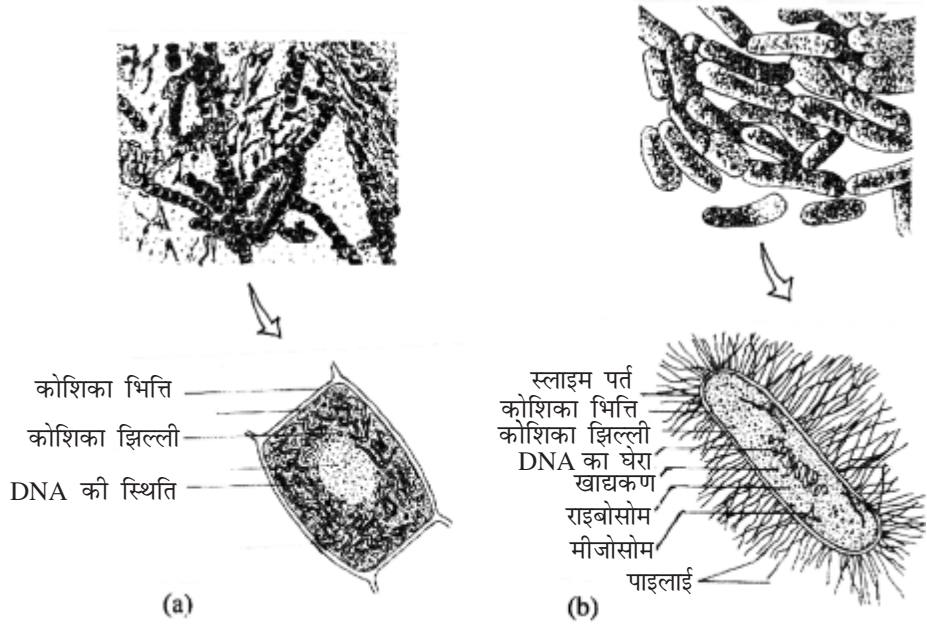 कोशिका भित्ति
कोशिका झिल्ली
DNA की स्थिति
(a)
स्लाइम पर्त
कोशिका भित्ति
कोशिका झिल्ली
DNA का घेरा
खाद्यकण
राइबोसोम
मीजोसोम
पाइलाई
(b)